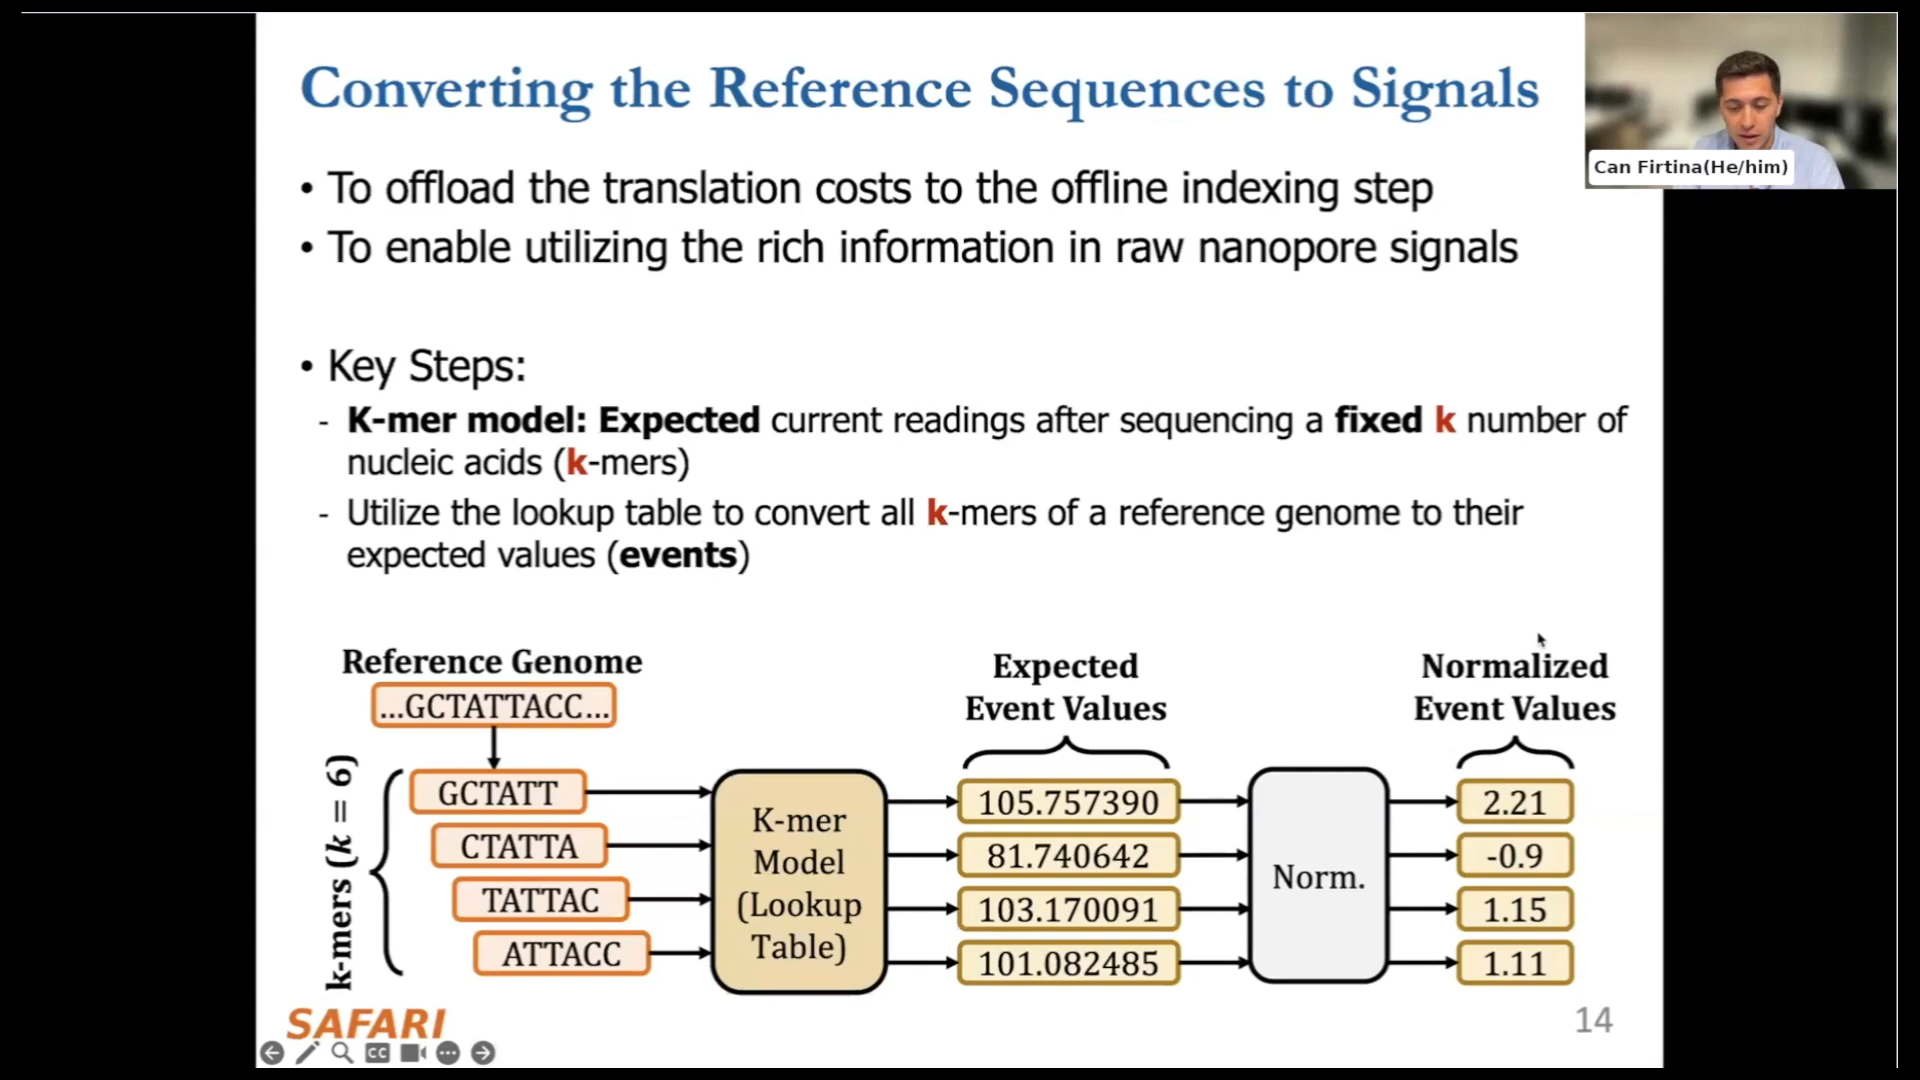 Converting the Reference Sequences to Signals
Can Firtina(He/him)
• To offload the translation costs to the offline indexing step
• To enable utilizing the rich information in raw nanopore signals
• Key Steps:
- K-mer model: Expected current readings after sequencing a fixed k number of
nucleic acids (k-mers)
- Utilize the lookup table to convert all k-mers of a reference genome to their
expected values (events)
Reference Genome
...GCTATTACC...
k-mers (k = 6)
GCTATT
CTATTA
TATTAC
ATTACC
K-mer
Model
(Lookup
Table)
Expected
Event Values
105.757390
81.740642
103.170091
101.082485
Norm.
Normalized
Event Values
2.21
-0.9
1.15
1.11
SAFARI
CC
14